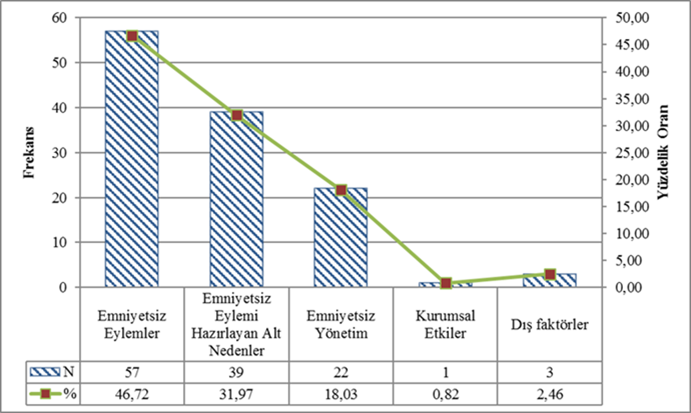 60
50
40
30
20
10
0
Frekans
50,00
45,00
40,00
35,00
30,00
25,00
20,00
15,00
10,00
5,00
0,00
Yüzdelik Oran
Emniyetsiz
Eylemler
Emniyetsiz
Eylemi
Hazırlayan Alt
Nedenler
Emniyetsiz
Yönetim
Kurumsal
Etkiler
Dış faktörler
N 57 39 22 1 3
% 46,72 31,97 18,03 0,82 2,46